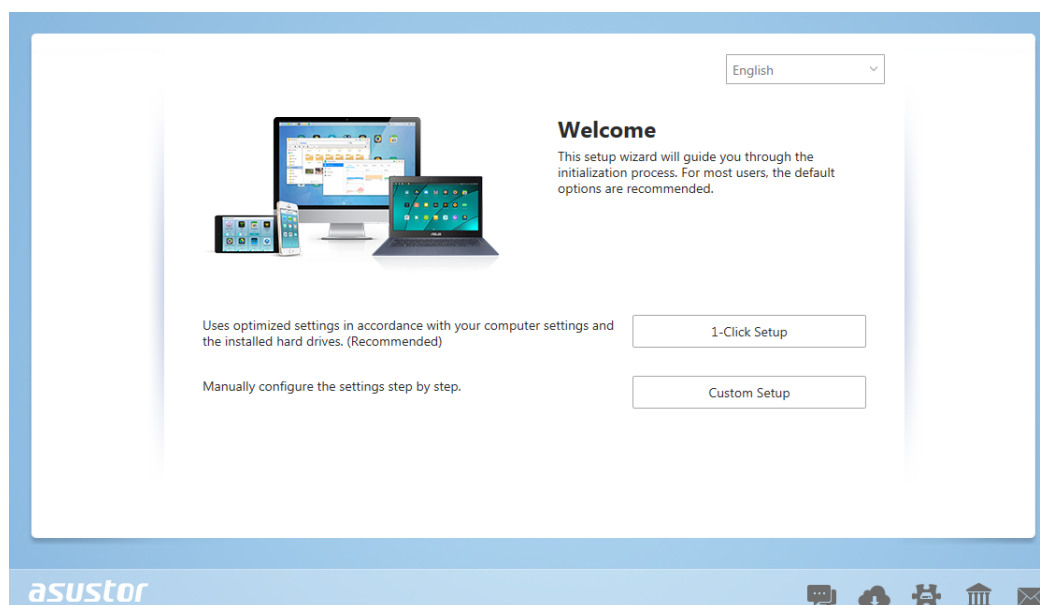 English
Welcome
This setup wizard will guide you through the
initialization process. For most users, the default
options are recommended.
Uses optimized settings in accordance with your computer settings and
the installed hard drives. (Recommended)
1-Click Setup
Manually configure the settings step by step.
Custom Setup
asustor